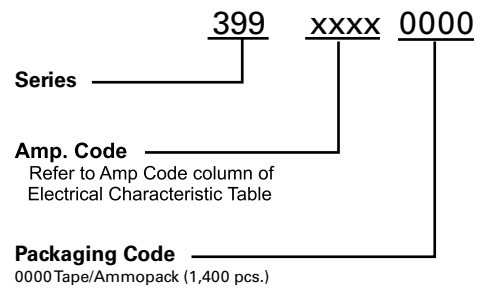 399 xxxx 0000
Series
Amp. Code
Refer to Amp Code column of
Electrical Characteristic Table
Packaging Code
0000 Tape/Ammopack (1,400 pcs.)